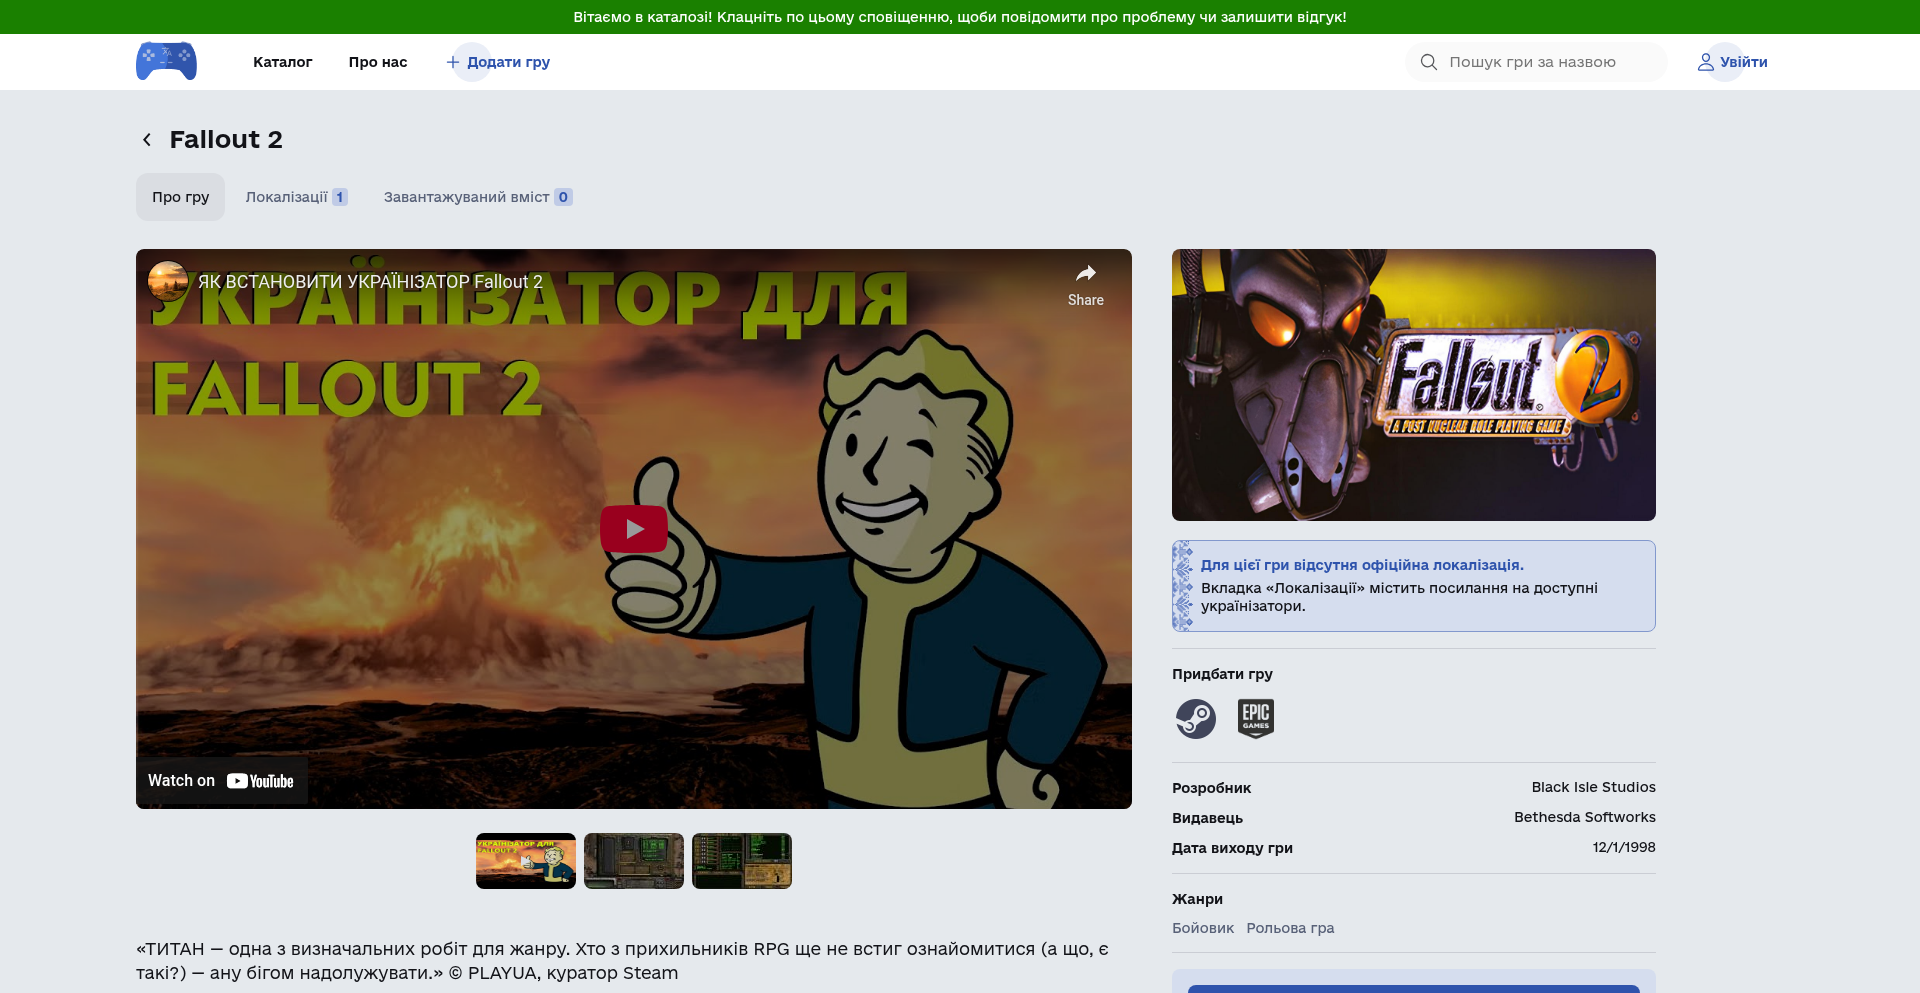 Вітаємо в каталозі! Клацніть по цьому сповіщенню, щоби повідомити про проблему чи залишити відгук!
Каталог
Про нас
Додати гру
Пошук гри за назвою
Увійти
Fallout 2
Про гру
Локалізації 1
Завантажуваний вміст 0
ЯК ВСТАНОВИТИ УКРАЇНІЗАТОР Fallout 2
Share
УКРАЇНІЗАТОР ДЛЯ
FALLOUT 2
Watch on YouTube
УКРАЇНІЗАТОР ДЛЯ
FALLOUT 2
«ТИТАН — одна з визначальних робіт для жанру. Хто з прихильників RPG ще не встиг ознайомитися (а що, є
такі?) — ану бігом надолужувати.» © PLAYUA, куратор Steam
Fallout 2
A POST NUCLEAR ROLE PLAYING GAME
Для цієї гри відсутня офіційна локалізація.
Вкладка «Локалізації» містить посилання на доступні
українізатори.
Придбати гру
EPIC
GAMES
Розробник
Black Isle Studios
Видавець
Bethesda Softworks
Дата виходу гри
12/1/1998
Жанри
Бойовик Рольова гра